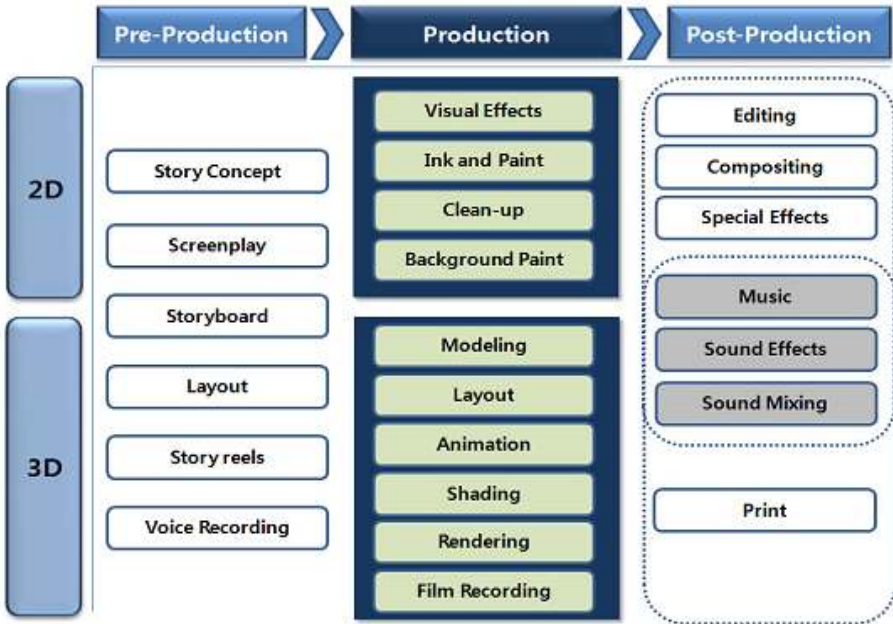 Pre-Production
Production
Post-Production
2D
3D
Story Concept
Screenplay
Storyboard
Layout
Story reels
Voice Recording
Visual Effects
Ink and Paint
Clean-up
Background Paint
Modeling
Layout
Animation
Shading
Rendering
Film Recording
Editing
Compositing
Special Effects
Music
Sound Effects
Sound Mixing
Print